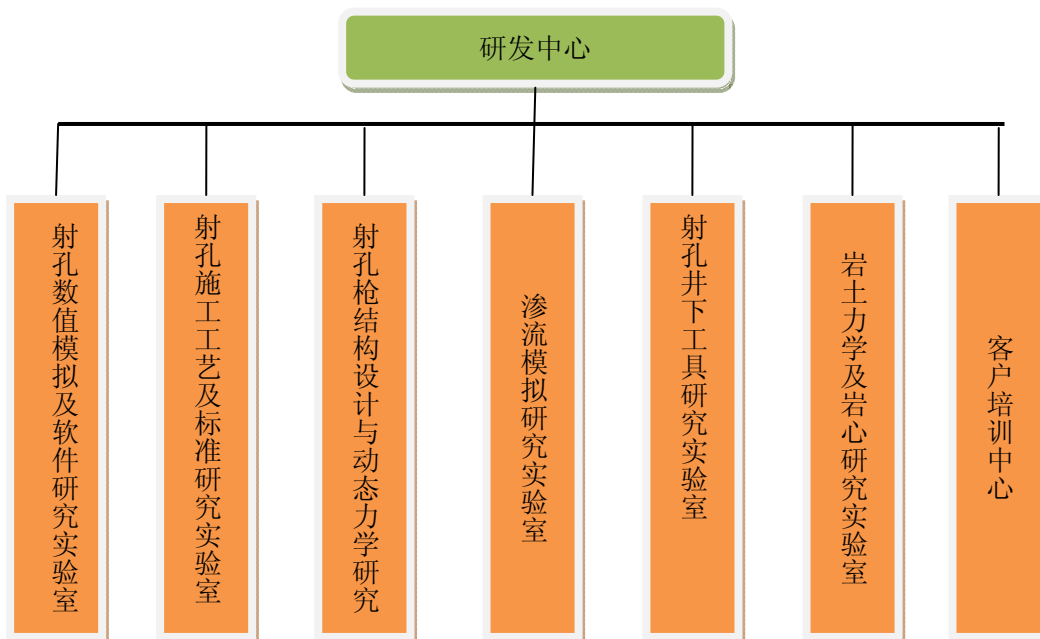 研发中心
射孔数值模拟及软件研究实验室
射孔施工工艺及标准研究实验室
射孔枪结构设计与动态力学研究
渗流模拟研究实验室
射孔井下工具研究实验室
岩土力学及岩心研究实验室
客户培训中心